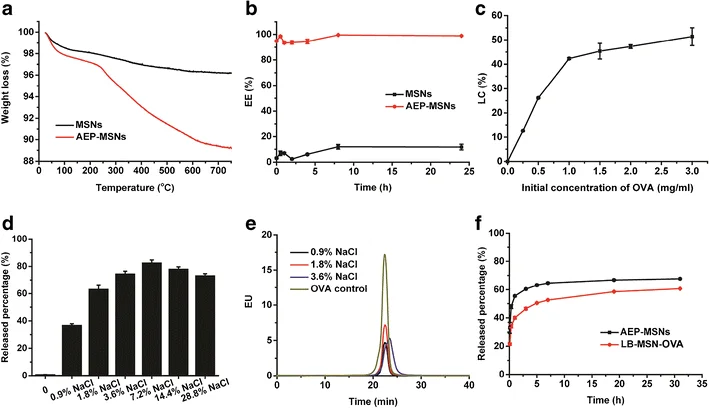 a
Weight loss (%)
100
98
96
94
92
90
88
MSNs
AEP-MSNs
0 100 200 300 400 500 600 700
Temperature (°C)
b
EE (%)
100
80
60
40
20
0
MSNs
AEP-MSNs
0 5 10 15 20 25
Time (h)
c
LC (%)
60
50
40
30
20
10
0
0.0 0.5 1.0 1.5 2.0 2.5 3.0
Initial concentration of OVA (mg/ml)
d
Released percentage (%)
100
80
60
40
20
0
0
0.9% NaCl
1.8% NaCl
3.6% NaCl
7.2% NaCl
14.4% NaCl
28.8% NaCl
e
EU
20
15
10
5
0
0.9% NaCl
1.8% NaCl
3.6% NaCl
OVA control
0 10 20 30 40
Time (min)
f
Released percentage (%)
100
80
60
40
20
0
AEP-MSNs
LB-MSN-OVA
0 5 10 15 20 25 30
Time (h)